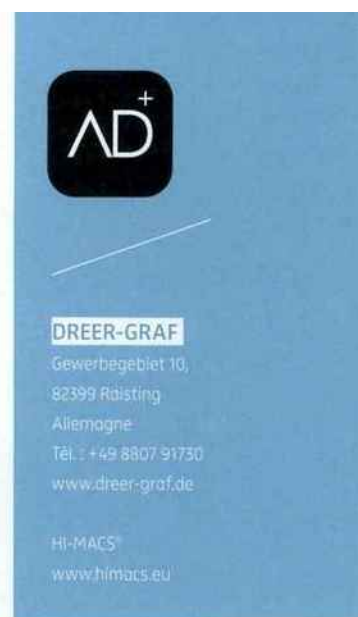 AD+
DREER-GRAF
Gewerbegebiet 10,
82399 Raisting
Allemagne
Tél. : +49 8807 91730
www.dreer-graf.de
HI-MACS®
www.himacs.eu